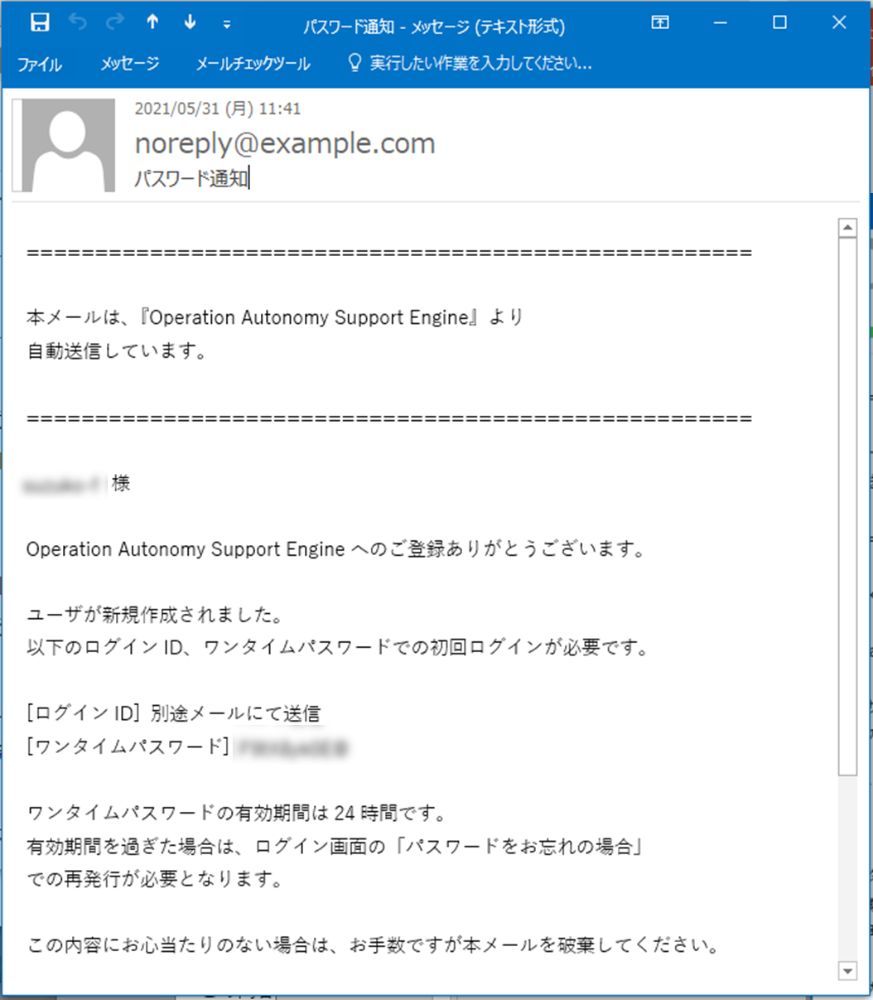 パスワード通知 - メッセージ (テキスト形式)
ファイル メッセージ メールチェックツール 実行したい作業を入力してください...
2021/05/31 (月) 11:41
noreply@example.com
パスワード通知
=====================================================
本メールは、『Operation Autonomy Support Engine』より
自動送信しています。
=====================================================
様
Operation Autonomy Support Engine へのご登録ありがとうございます。
ユーザが新規作成されました。
以下のログイン ID、ワンタイムパスワードでの初回ログインが必要です。
[ログイン ID] 別途メールにて送信
[ワンタイムパスワード]
ワンタイムパスワードの有効期間は 24 時間です。
有効期間を過ぎた場合は、ログイン画面の「パスワードをお忘れの場合」
での再発行が必要となります。
この内容にお心当たりのない場合は、お手数ですが本メールを破棄してください。